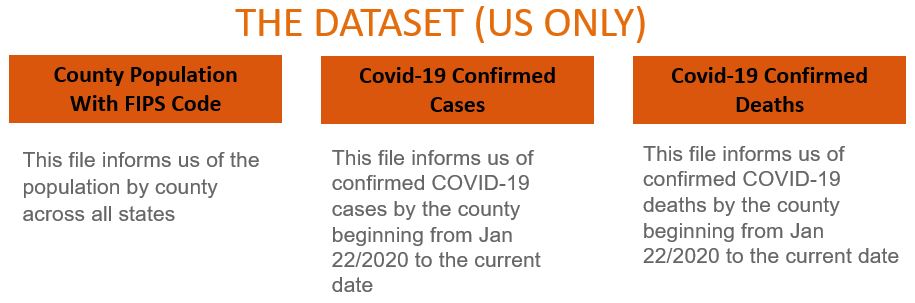 THE DATASET (US ONLY)
County Population
With FIPS Code
This file informs us of the
population by county
across all states
Covid-19 Confirmed
Cases
This file informs us of
confirmed COVID-19
cases by the county
beginning from Jan
22/2020 to the current
date
Covid-19 Confirmed
Deaths
This file informs us of
confirmed COVID-19
deaths by the county
beginning from Jan
22/2020 to the current date